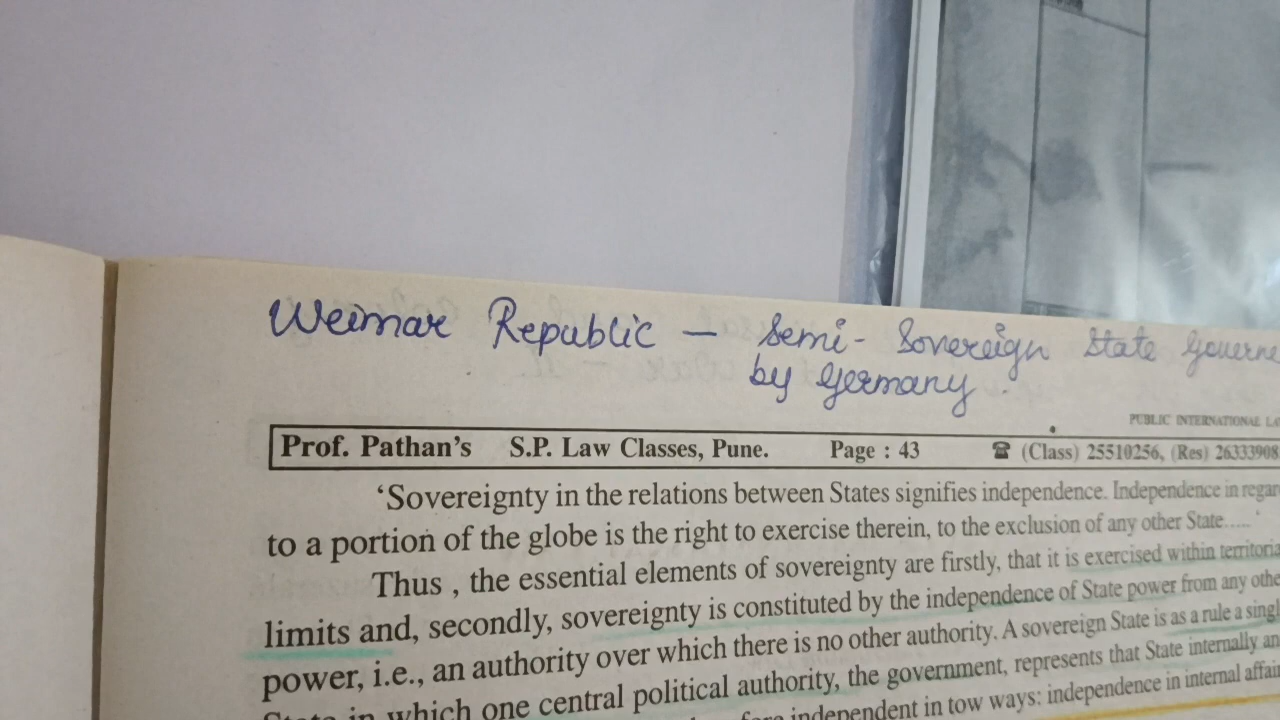 Weimar Republic - Semi- Sovereign State Governe
by Germany.
PUBLIC INTERNATIONAL LA
Prof. Pathan's S.P. Law Classes, Pune. Page : 43 ☎ (Class) 25510256, (Res) 26333908
'Sovereignty in the relations between States signifies independence. Independence in regar
to a portion of the globe is the right to exercise therein, to the exclusion of any other State.....'
Thus , the essential elements of sovereignty are firstly, that it is exercised within territoria
limits and, secondly, sovereignty is constituted by the independence of State power from any othe
power, i.e., an authority over which there is no other authority. A sovereign State is as a rule a singl
State in which one central political authority, the government, represents that State internally an
independent in tow ways: independence in internal affair